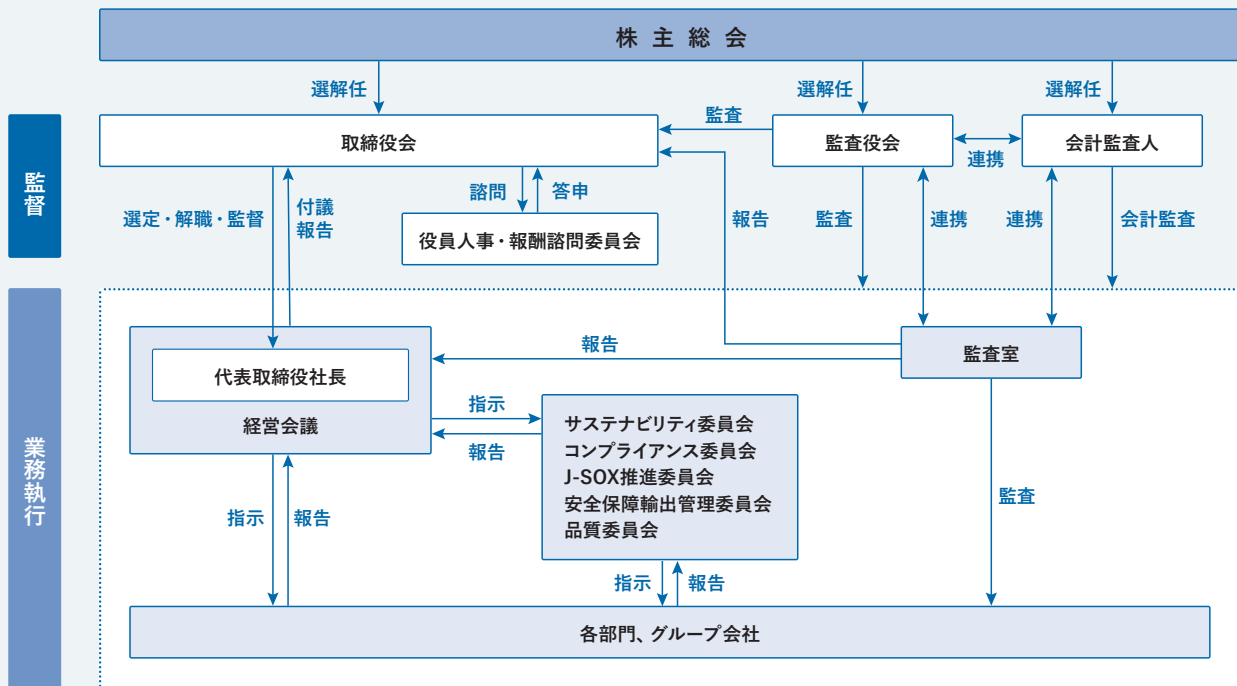 株主総会
選解任
選解任
選解任
監督
取締役会
監査
監査役会
連携
会計監査人
選定・解職・監督
付議
報告
諮問
答申
役員人事・報酬諮問委員会
報告
監査
連携
連携
会計監査
業務執行
代表取締役社長
経営会議
報告
監査室
指示
報告
サステナビリティ委員会
コンプライアンス委員会
J-SOX推進委員会
安全保障輸出管理委員会
品質委員会
監査
指示
報告
指示
報告
各部門、グループ会社